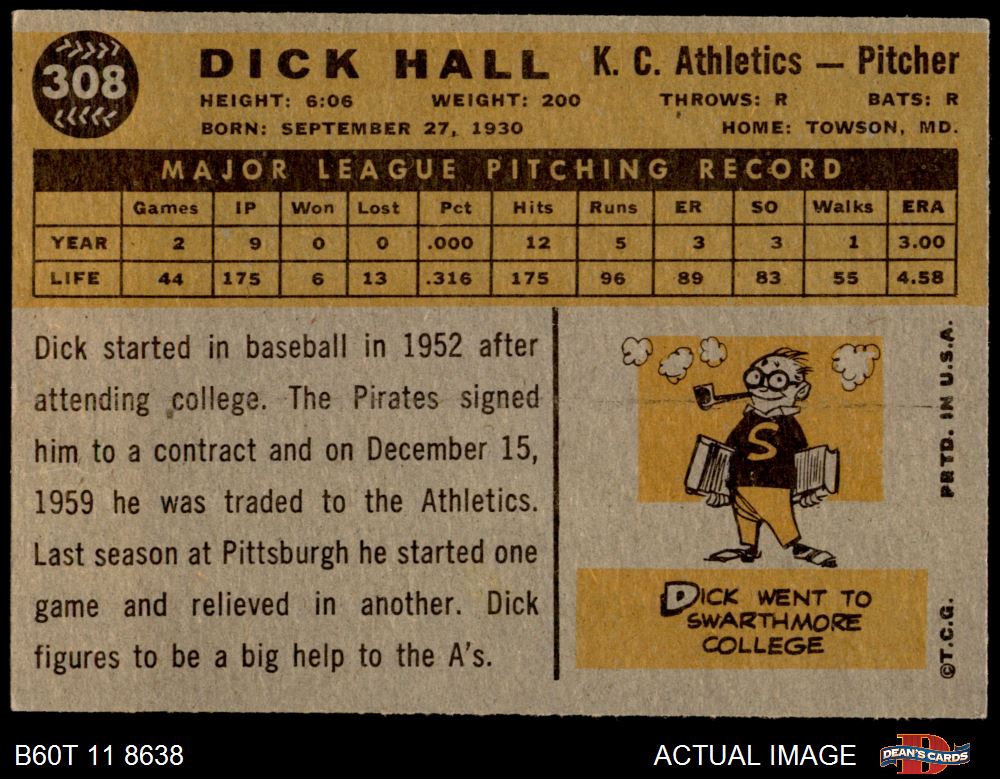 308
DICK HALL K. C. Athletics — Pitcher
HEIGHT: 6:06 WEIGHT: 200 THROWS: R BATS: R
BORN: SEPTEMBER 27, 1930 HOME: TOWSON, MD.
MAJOR LEAGUE PITCHING RECORD
Games IP Won Lost Pct Hits Runs ER SO Walks ERA
YEAR 2 9 0 0 .000 12 5 3 3 1 3.00
LIFE 44 175 6 13 .316 175 96 89 83 55 4.58
Dick started in baseball in 1952 after
attending college. The Pirates signed
him to a contract and on December 15,
1959 he was traded to the Athletics.
Last season at Pittsburgh he started one
game and relieved in another. Dick
figures to be a big help to the A's.
S
DICK WENT TO
SWARTHMORE
COLLEGE
PRTD. IN U.S.A.
©T.C.G.
B60T 11 8638
ACTUAL IMAGE
D
DEAN'S CARDS